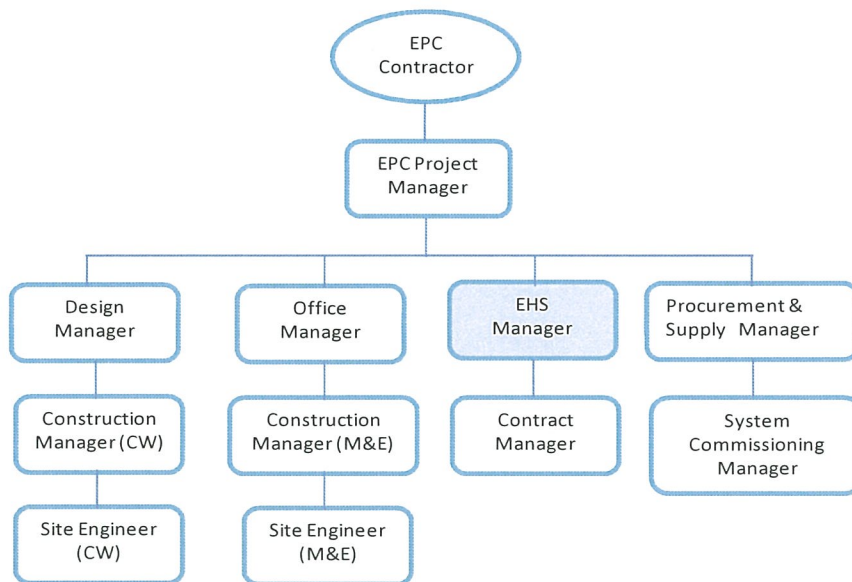 EPC
Contractor
EPC Project
Manager
Design
Manager
Office
Manager
EHS
Manager
Procurement &
Supply Manager
Construction
Manager (CW)
Construction
Manager (M&E)
Contract
Manager
System
Commissioning
Manager
Site Engineer
(CW)
Site Engineer
(M&E)